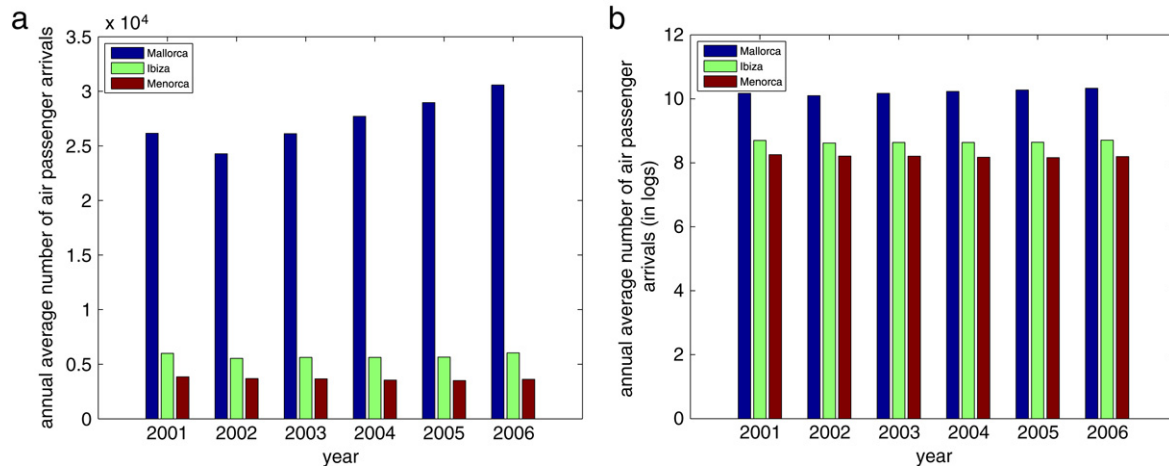 a
x 10⁴
annual average number of air passenger arrivals
3.5
3
2.5
2
1.5
1
0.5
0
Mallorca
Ibiza
Menorca
2001 2002 2003 2004 2005 2006
year
b
annual average number of air passenger
arrivals (in logs)
12
10
8
6
4
2
0
Mallorca
Ibiza
Menorca
2001 2002 2003 2004 2005 2006
year